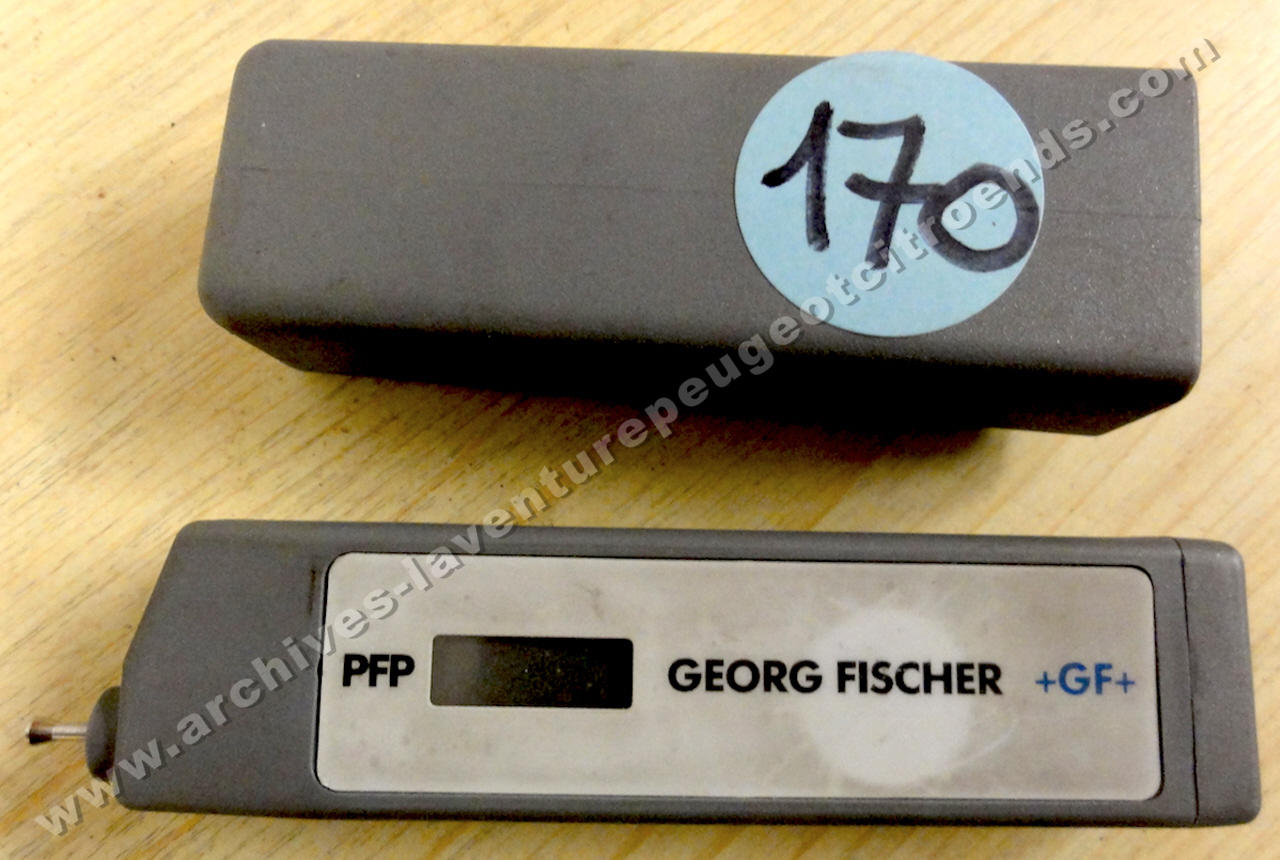 170
www.archives-laventurepeugeotcitroends.com
PFP GEORG FISCHER +GF+